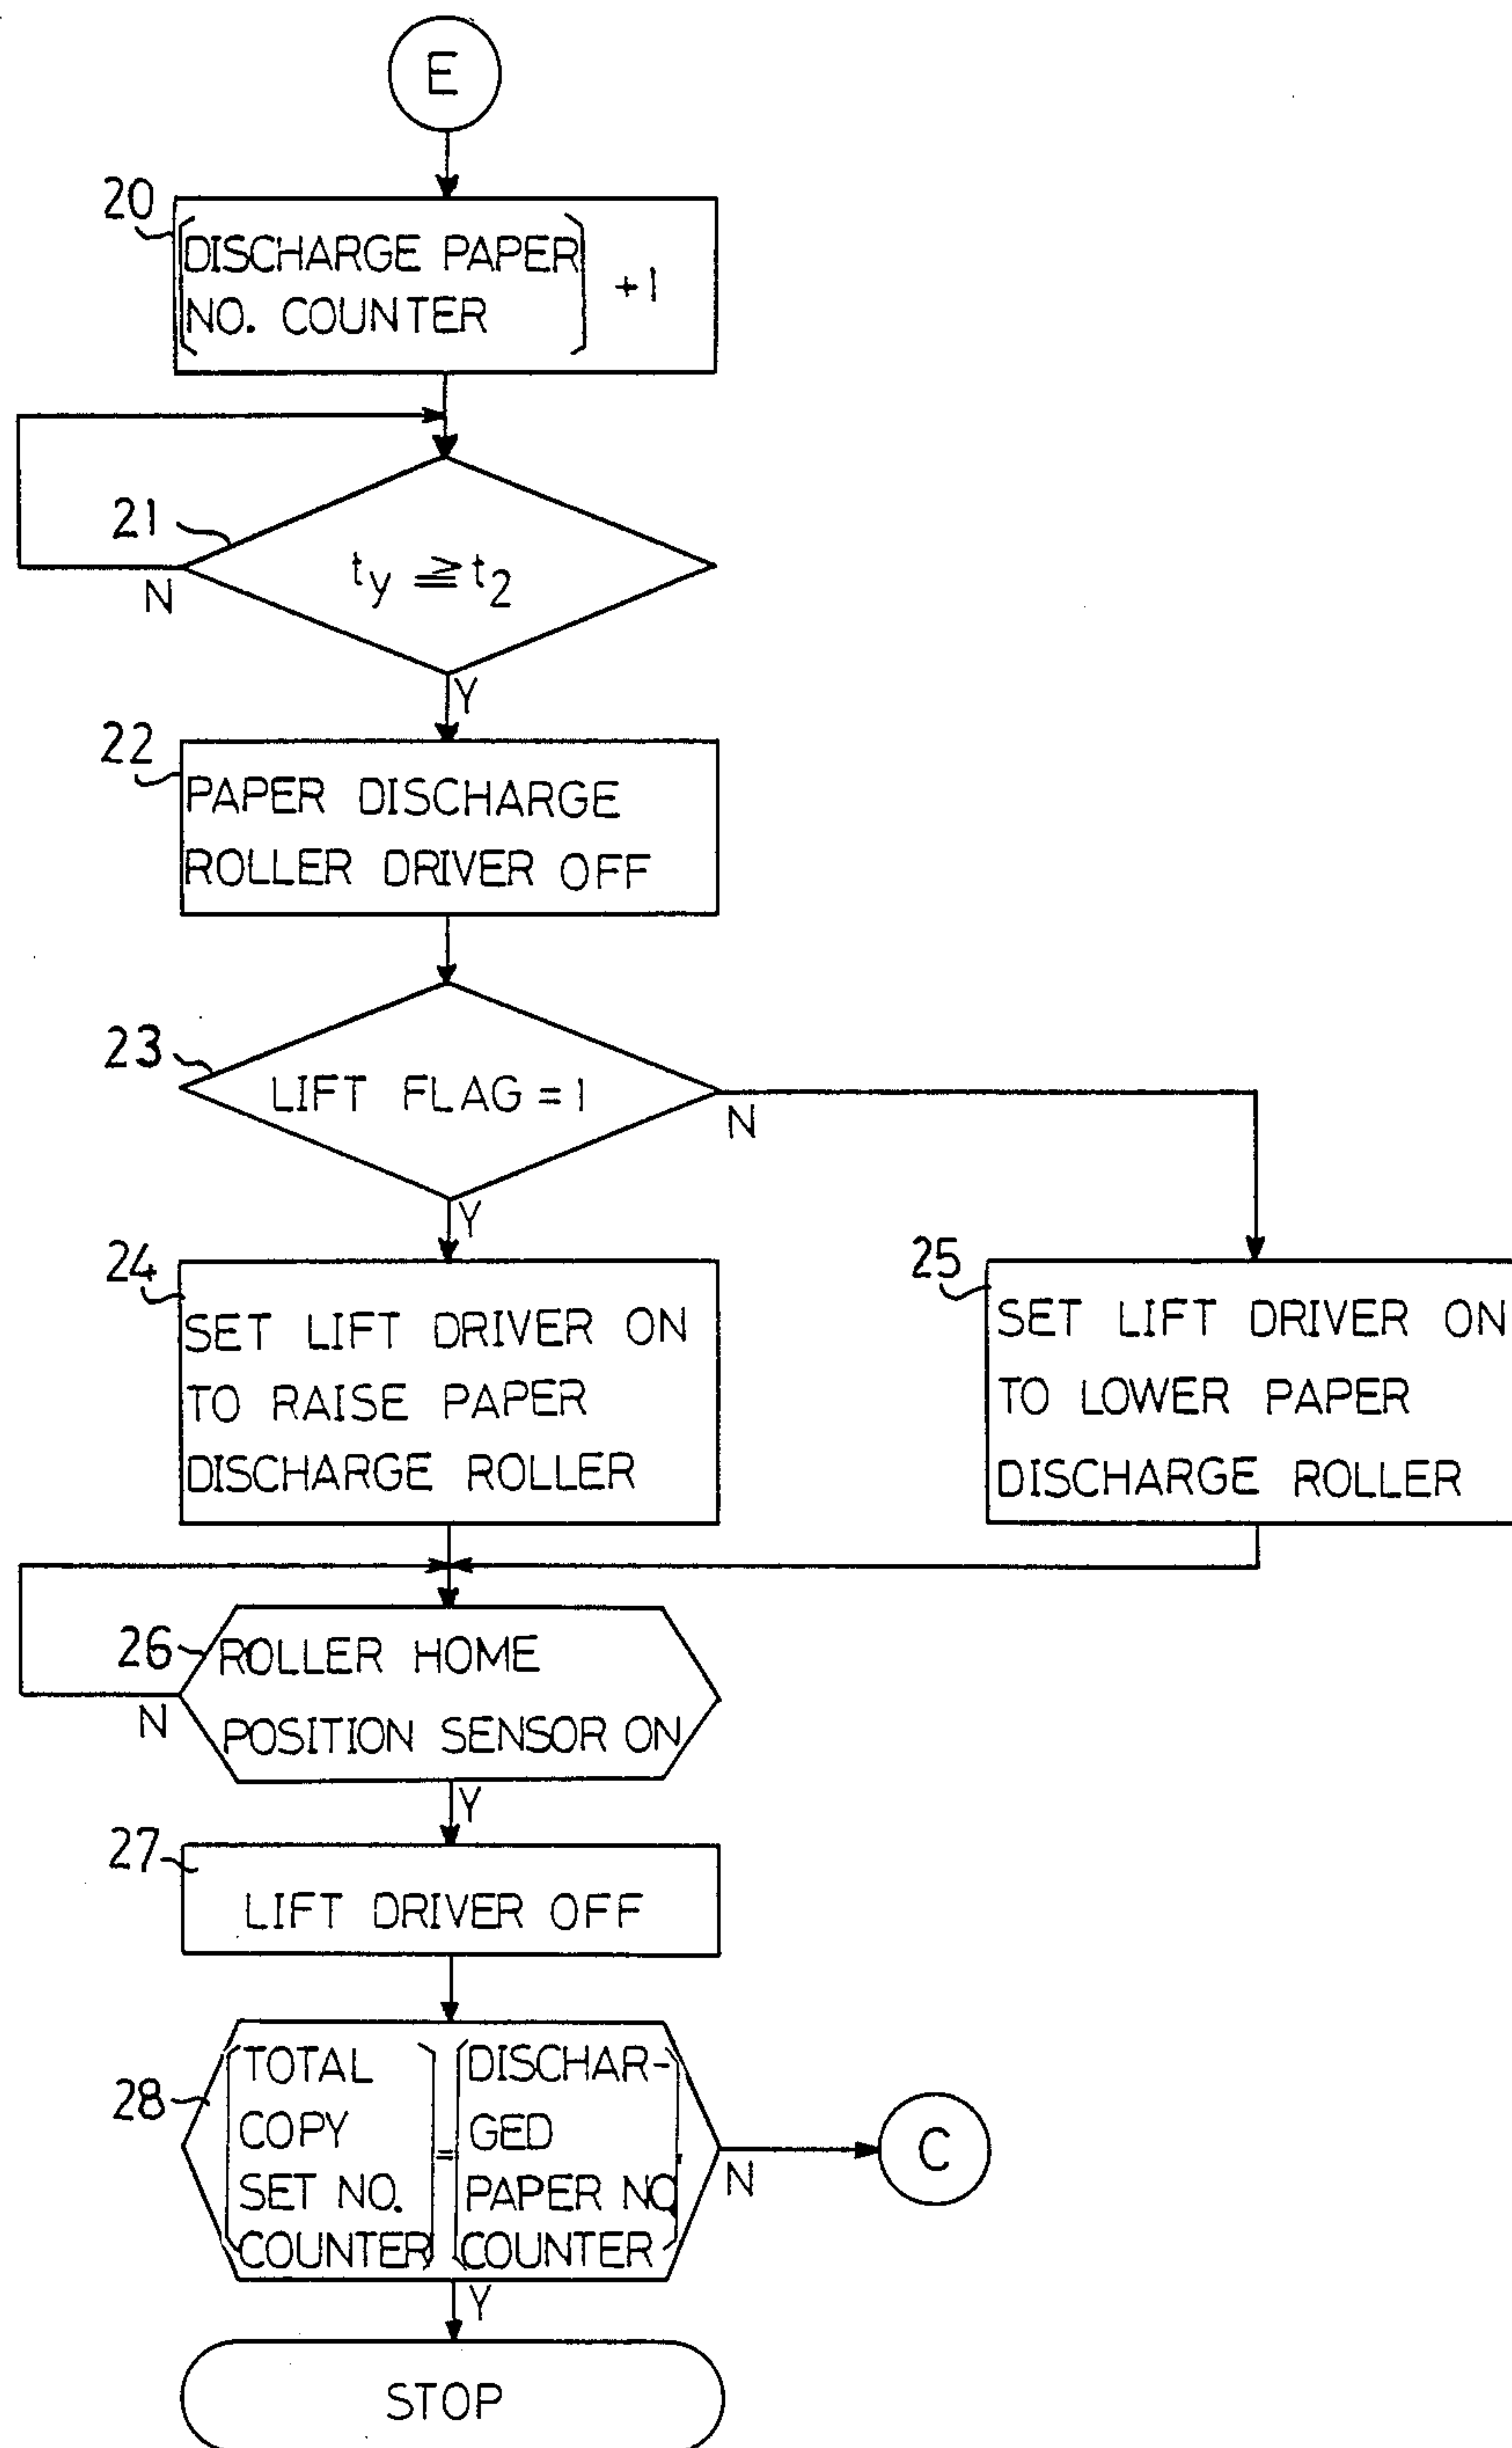 E
20
DISCHARGE PAPER
NO. COUNTER
+1
21
ty ≧ t2
N
Y
22
PAPER DISCHARGE
ROLLER DRIVER OFF
23
LIFT FLAG = 1
N
Y
24
SET LIFT DRIVER ON
TO RAISE PAPER
DISCHARGE ROLLER
25
SET LIFT DRIVER ON
TO LOWER PAPER
DISCHARGE ROLLER
26
ROLLER HOME
POSITION SENSOR ON
N
Y
27
LIFT DRIVER OFF
28
TOTAL
COPY
SET NO.
COUNTER
=
DISCHAR-
GED
PAPER NO.
COUNTER
N
C
Y
STOP